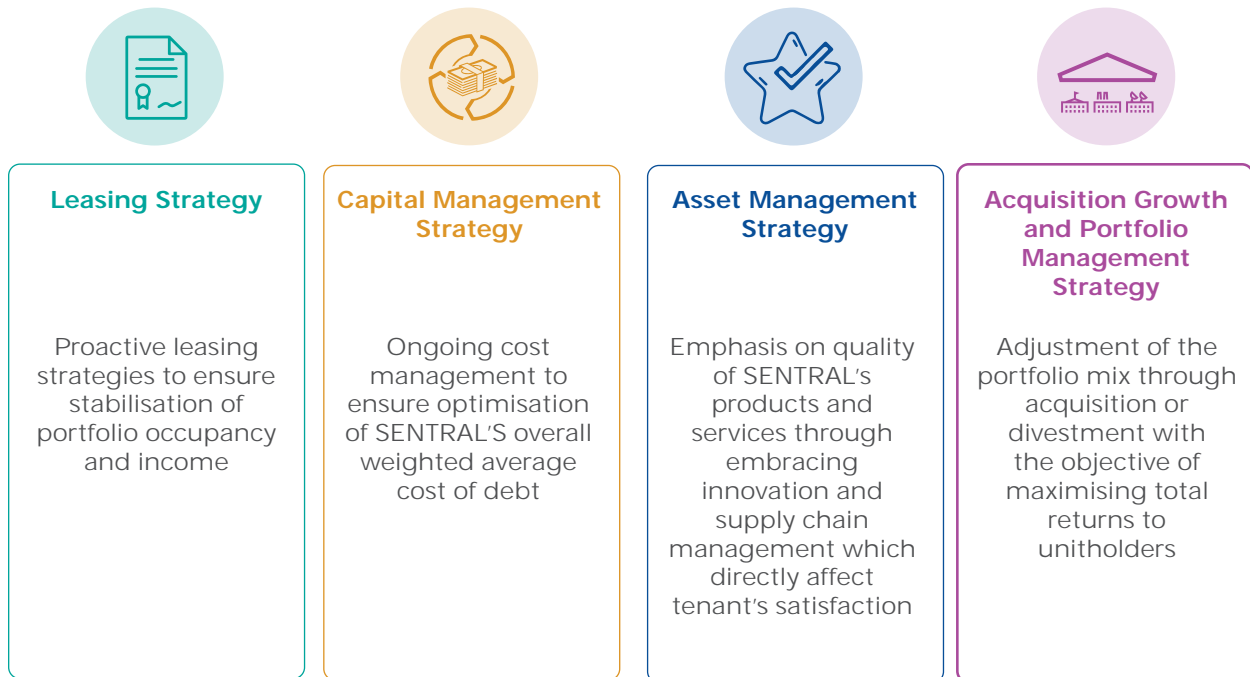 Leasing Strategy
Proactive leasing
strategies to ensure
stabilisation of
portfolio occupancy
and income
Capital Management
Strategy
Ongoing cost
management to
ensure optimisation
of SENTRAL'S overall
weighted average
cost of debt
Asset Management
Strategy
Emphasis on quality
of SENTRAL's
products and
services through
embracing
innovation and
supply chain
management which
directly affect
tenant's satisfaction
Acquisition Growth
and Portfolio
Management
Strategy
Adjustment of the
portfolio mix through
acquisition or
divestment with
the objective of
maximising total
returns to
unitholders